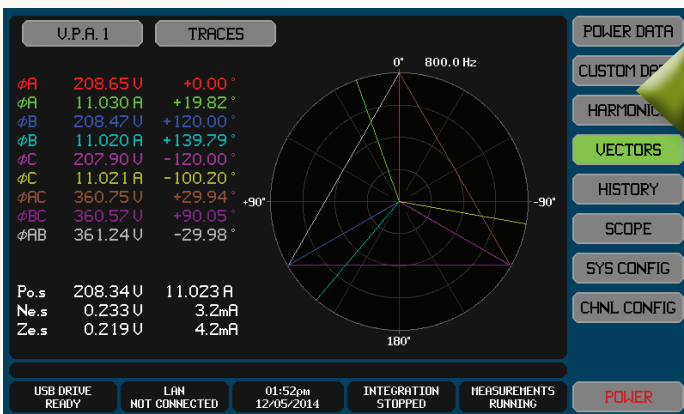 V.P.A. 1 TRACES
POWER DATA
0° 800.0 Hz
CUSTOM
ϕA 208.65 V +0.00°
ϕA 11.030 A +19.82°
HARMONIC
ϕB 208.47 V +120.00°
ϕB 11.020 A +139.79°
VECTORS
ϕC 207.90 V -120.00°
ϕC 11.021 A -100.20°
HISTORY
ϕAC 360.75 V +29.94°
+90° -90°
ϕBC 360.57 V +90.05°
SCOPE
ϕAB 361.24 V -29.98°
SYS CONFIG
Po.s 208.34 V 11.023 A
Ne.s 0.233 V 3.2mA
CHNL CONFIG
Ze.s 0.219 V 4.2mA
180°
USB DRIVE READY
LAN NOT CONNECTED
01:52pm 12/05/2014
INTEGRATION STOPPED
MEASUREMENTS RUNNING
POWER